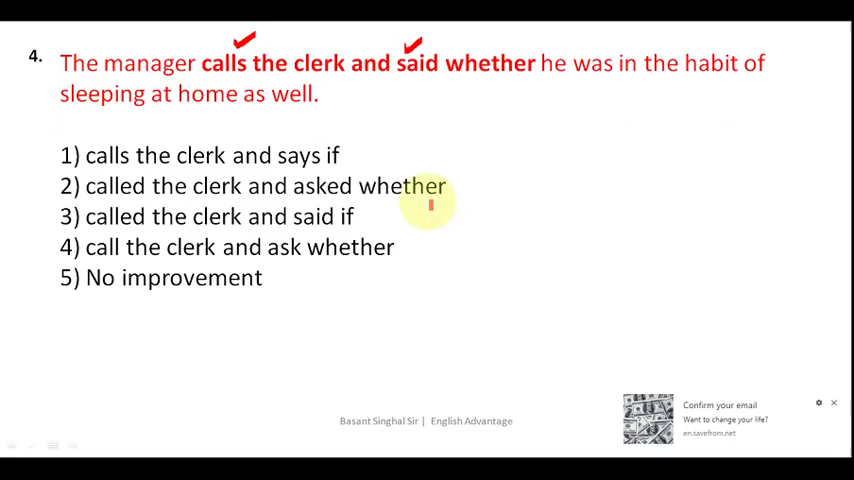 4.
The manager calls the clerk and said whether he was in the habit of
sleeping at home as well.
1) calls the clerk and says if
2) called the clerk and asked whether
3) called the clerk and said if
4) call the clerk and ask whether
5) No improvement
Basant Singhal Sir | English Advantage
Confirm your email
Want to change your life?
en.savefrom.net